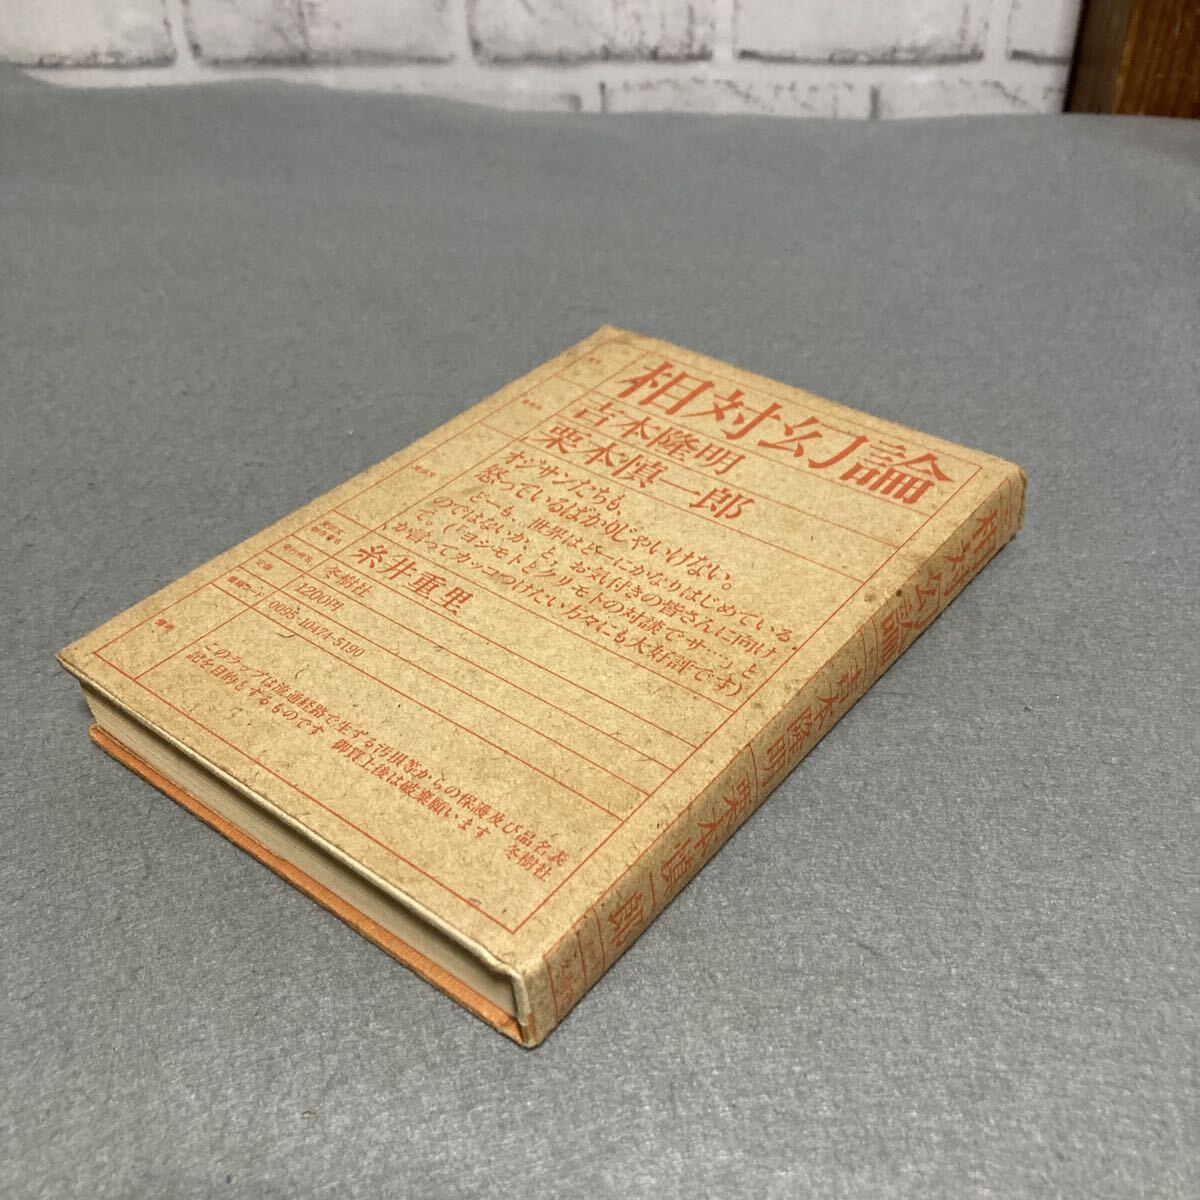 相対幻論
吉本隆明
栗本慎一郎
オジサンたちも、
怒っているばかりじゃいけない。
どーも、世界はどーにかなりはじめている
のではないか、と、お気付きの皆さんに向け
て。(「ヨシモトとクリモトの対談でサ…」と
か言ってカッコつけたい方々にも大好評です)
糸井重里
冬樹社
定価
1200円
0095-10474-5190
このラップは流通経路で生ずる汚損等からの保護及び品名表
記を目的とするものです 御買上後は破棄願います 冬樹社
相対幻論 吉本隆明 栗本慎一郎